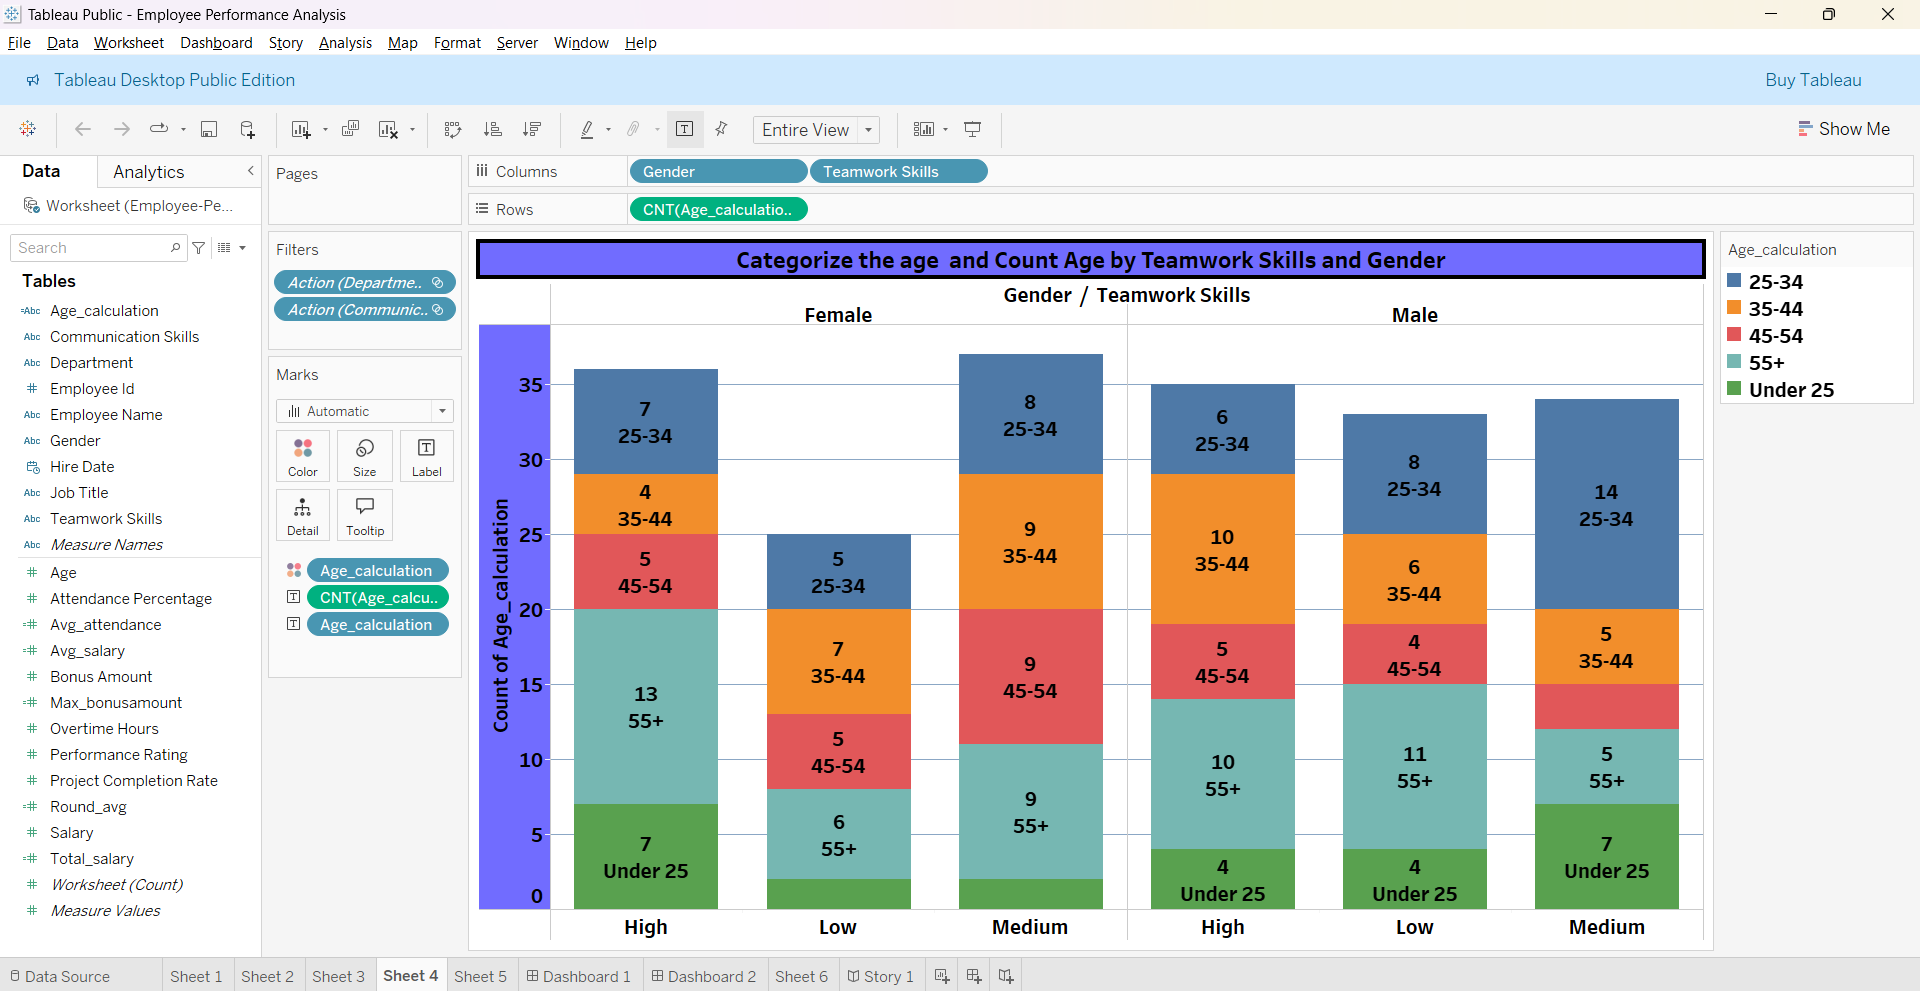 Tableau Public - Employee Performance Analysis
File Data Worksheet Dashboard Story Analysis Map Format Server Window Help
Tableau Desktop Public Edition
Buy Tableau
Entire View
Show Me
Data Analytics
Worksheet (Employee-Pe...
Search
Tables
Abc Age_calculation
Abc Communication Skills
Abc Department
# Employee Id
Abc Employee Name
Abc Gender
Hire Date
Abc Job Title
Abc Teamwork Skills
Abc Measure Names
# Age
# Attendance Percentage
# Avg_attendance
# Avg_salary
# Bonus Amount
# Max_bonusamount
# Overtime Hours
# Performance Rating
# Project Completion Rate
# Round_avg
# Salary
# Total_salary
# Worksheet (Count)
# Measure Values
Pages
Filters
Action (Departme..
Action (Communic..
Marks
Automatic
Color Size Label
Detail Tooltip
Age_calculation
CNT(Age_calcu..
Age_calculation
Columns Gender Teamwork Skills
Rows CNT(Age_calculatio..
Categorize the age  and Count Age by Teamwork Skills and Gender
Gender / Teamwork Skills
Female Male
Count of Age_calculation
35
30
25
20
15
10
5
0
7
25-34
4
35-44
5
45-54
13
55+
7
Under 25
High
5
25-34
7
35-44
5
45-54
6
55+
Low
8
25-34
9
35-44
9
45-54
9
55+
Medium
6
25-34
10
35-44
5
45-54
10
55+
4
Under 25
High
8
25-34
6
35-44
4
45-54
11
55+
4
Under 25
Low
14
25-34
5
35-44
5
55+
7
Under 25
Medium
Age_calculation
25-34
35-44
45-54
55+
Under 25
Data Source Sheet 1 Sheet 2 Sheet 3 Sheet 4 Sheet 5 Dashboard 1 Dashboard 2 Sheet 6 Story 1